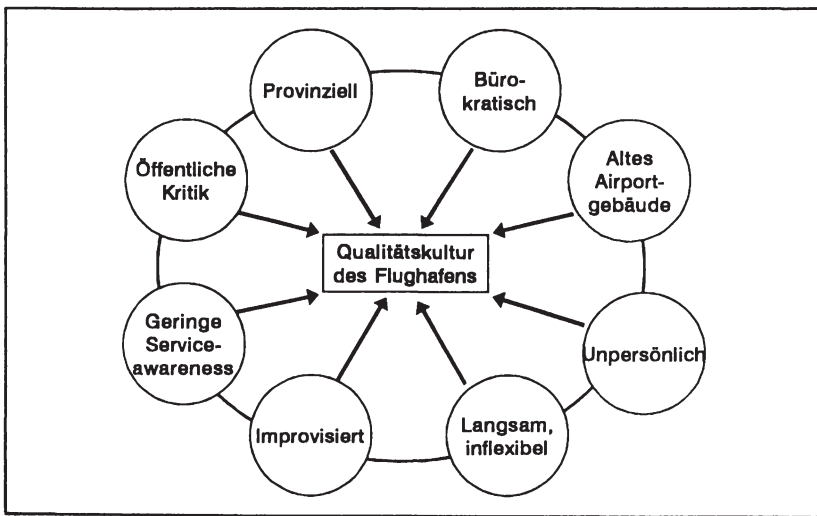 Provinziell
Büro-
kratisch
Öffentliche
Kritik
Altes
Airport-
gebäude
Qualitätskultur
des Flughafens
Geringe
Service-
awareness
Unpersönlich
Improvisiert
Langsam,
inflexibel